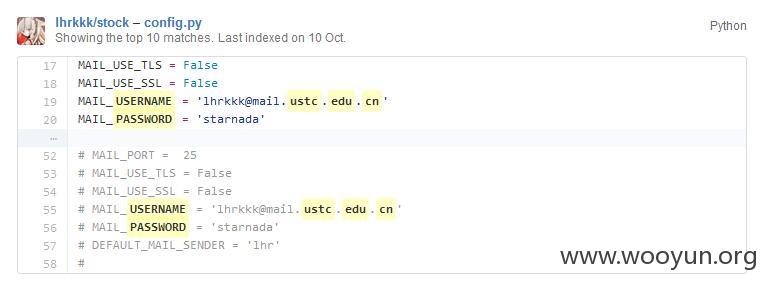 lhrkkk/stock – config.py
Python
Showing the top 10 matches. Last indexed on 10 Oct.
17 MAIL_USE_TLS = False
18 MAIL_USE_SSL = False
19 MAIL_USERNAME = 'lhrkkk@mail.ustc.edu.cn'
20 MAIL_PASSWORD = 'starnada'
…
52 # MAIL_PORT =  25
53 # MAIL_USE_TLS = False
54 # MAIL_USE_SSL = False
55 # MAIL_USERNAME = 'lhrkkk@mail.ustc.edu.cn'
56 # MAIL_PASSWORD = 'starnada'
57 # DEFAULT_MAIL_SENDER = 'lhr'
58 #
www.wooyun.org